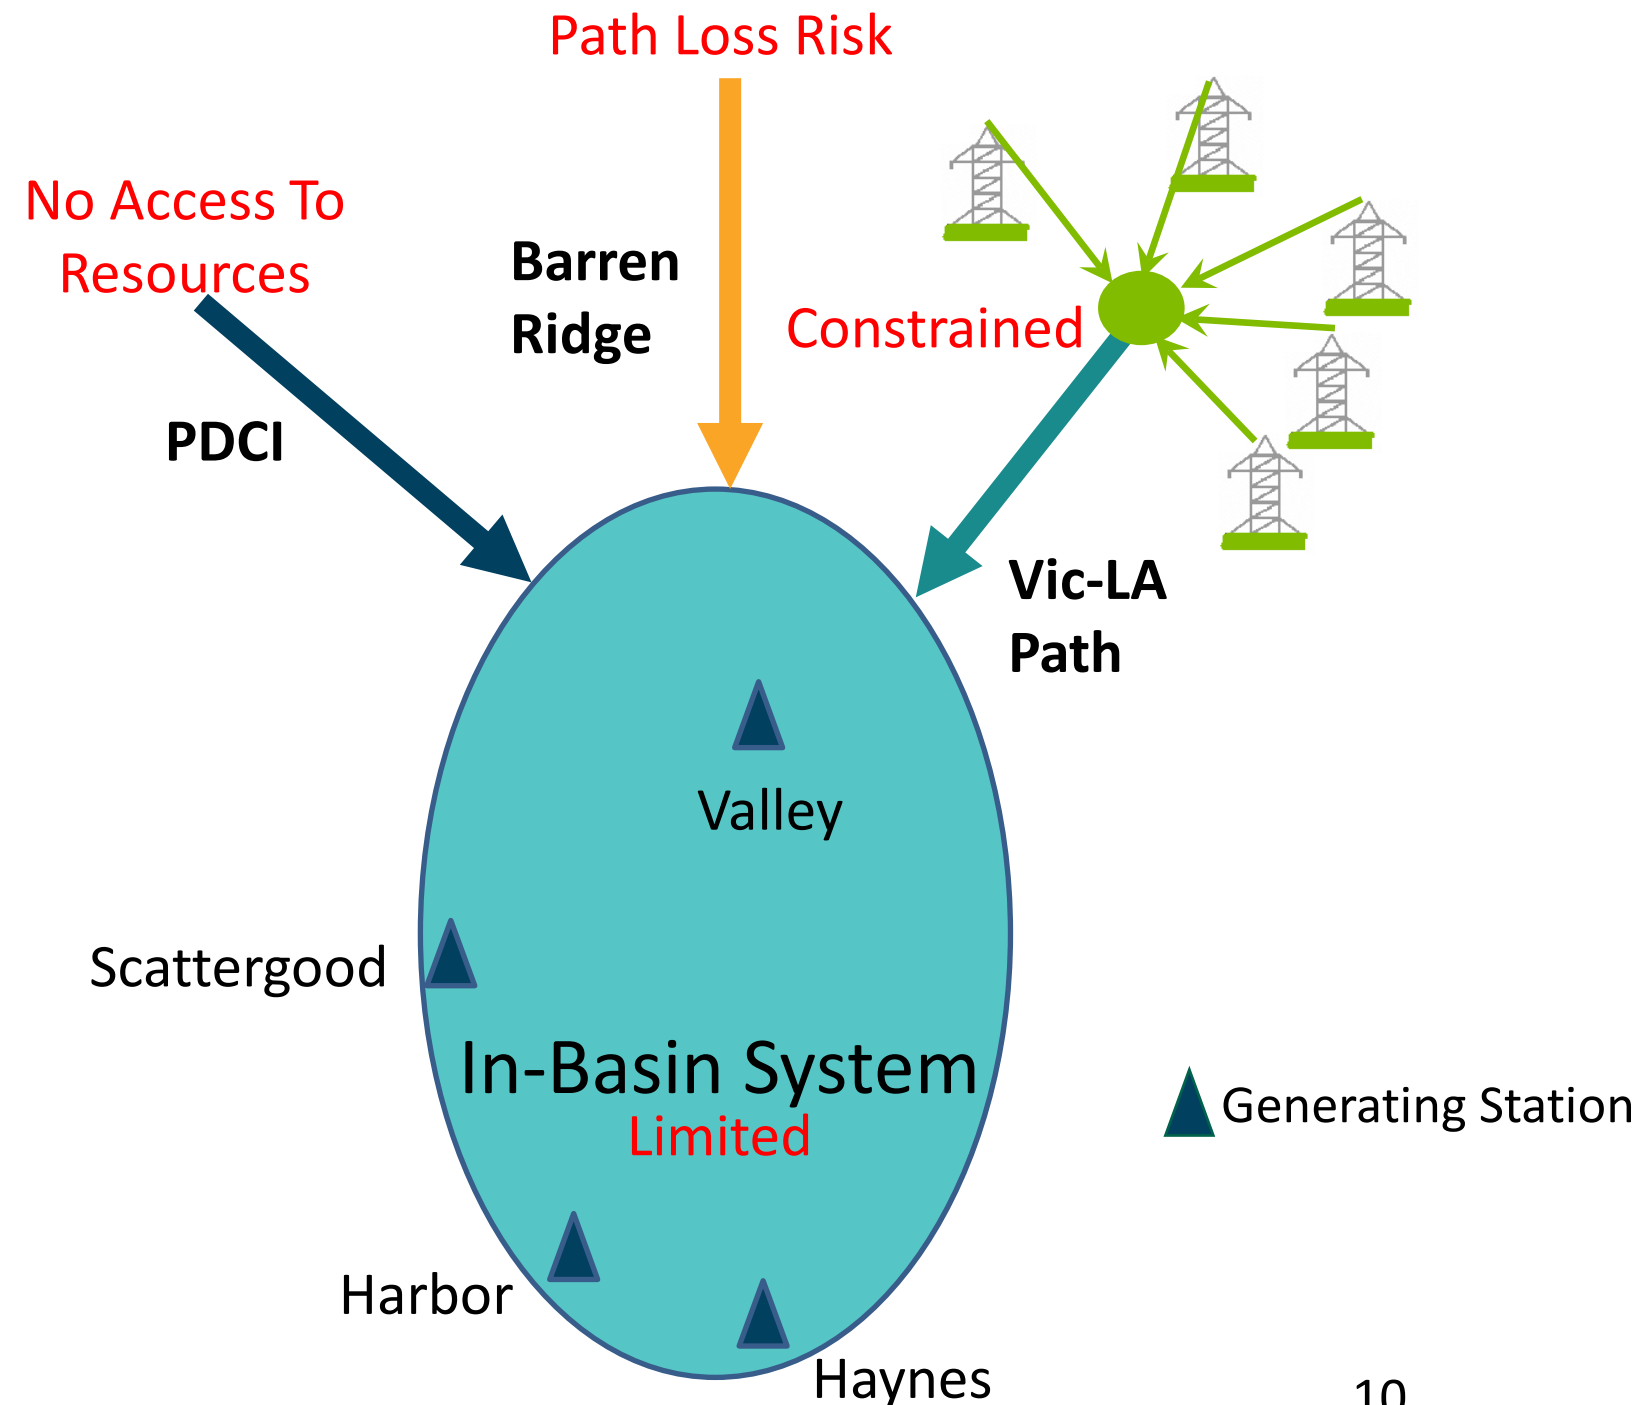 Path Loss Risk
No Access To
Resources
Barren
Ridge
Constrained
PDCI
Vic-LA
Path
Valley
Scattergood
In-Basin System
Limited
Generating Station
Harbor
Haynes
10